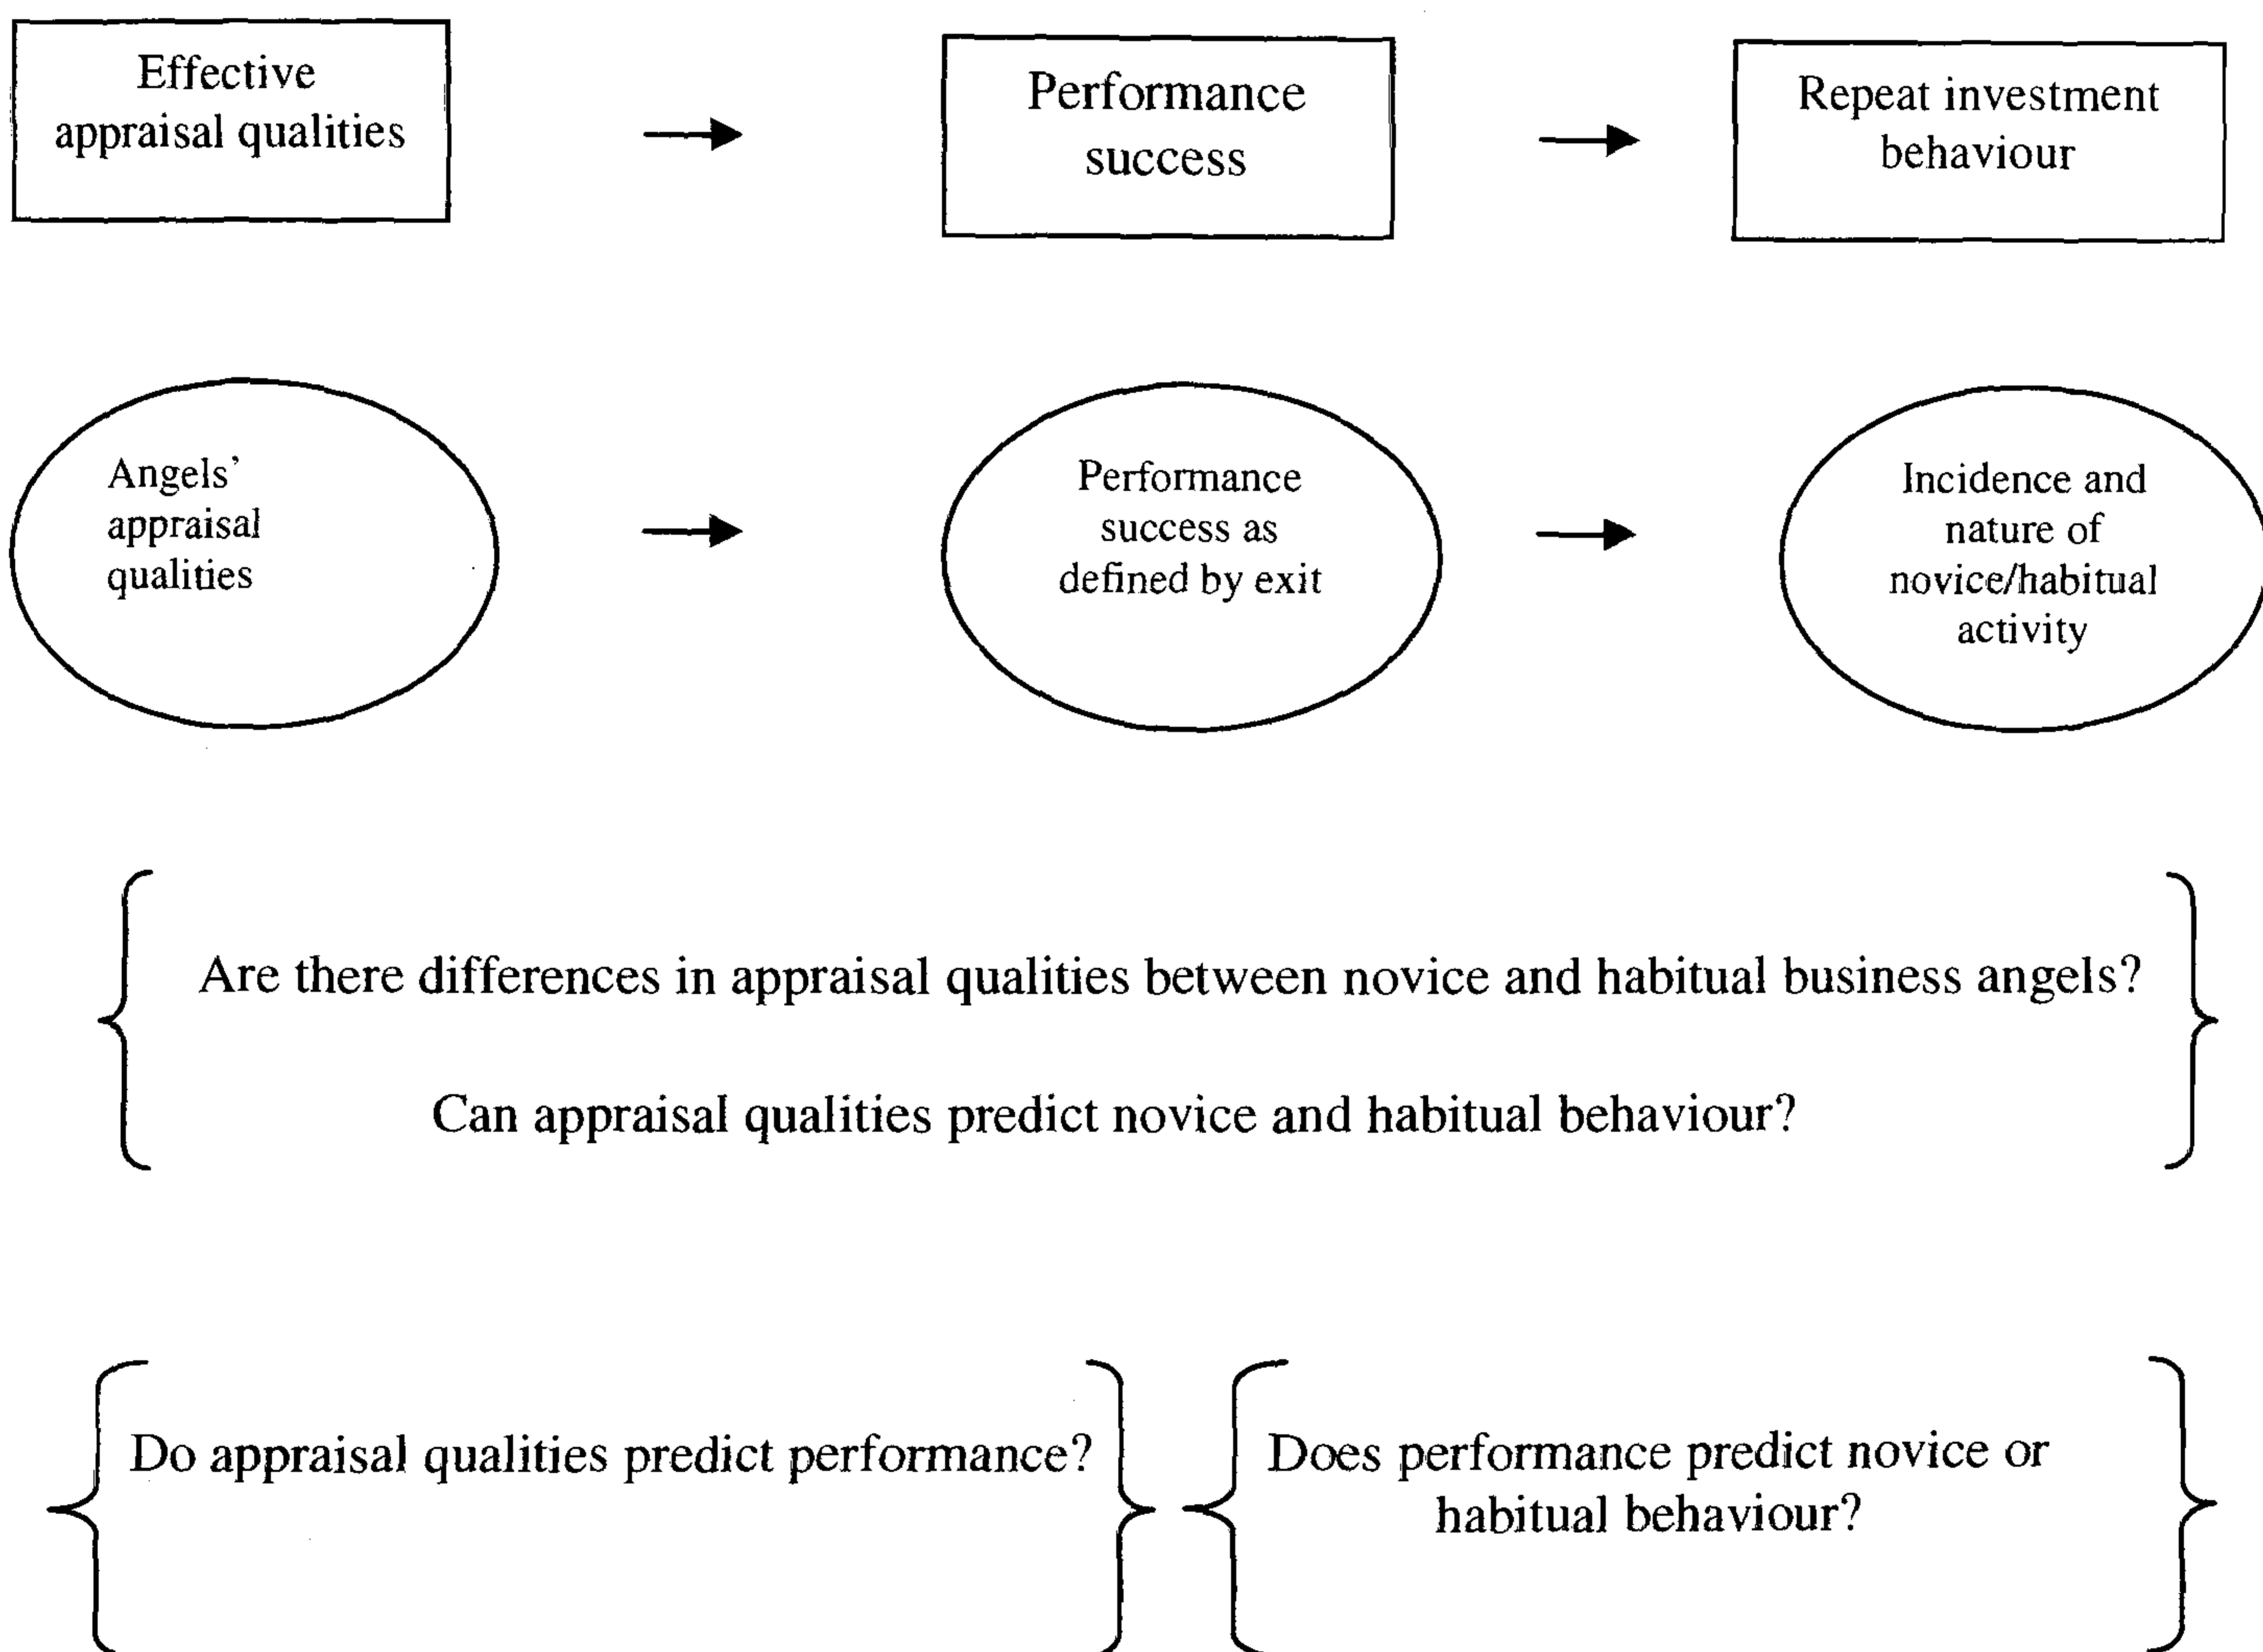 Effective
appraisal qualities
Performance
success
Repeat investment
behaviour
Angels'
appraisal
qualities
Performance
success as
defined by exit
Incidence and
nature of
novice/habitual
activity
Are there differences in appraisal qualities between novice and habitual business angels?
Can appraisal qualities predict novice and habitual behaviour?
Do appraisal qualities predict performance?
Does performance predict novice or
habitual behaviour?